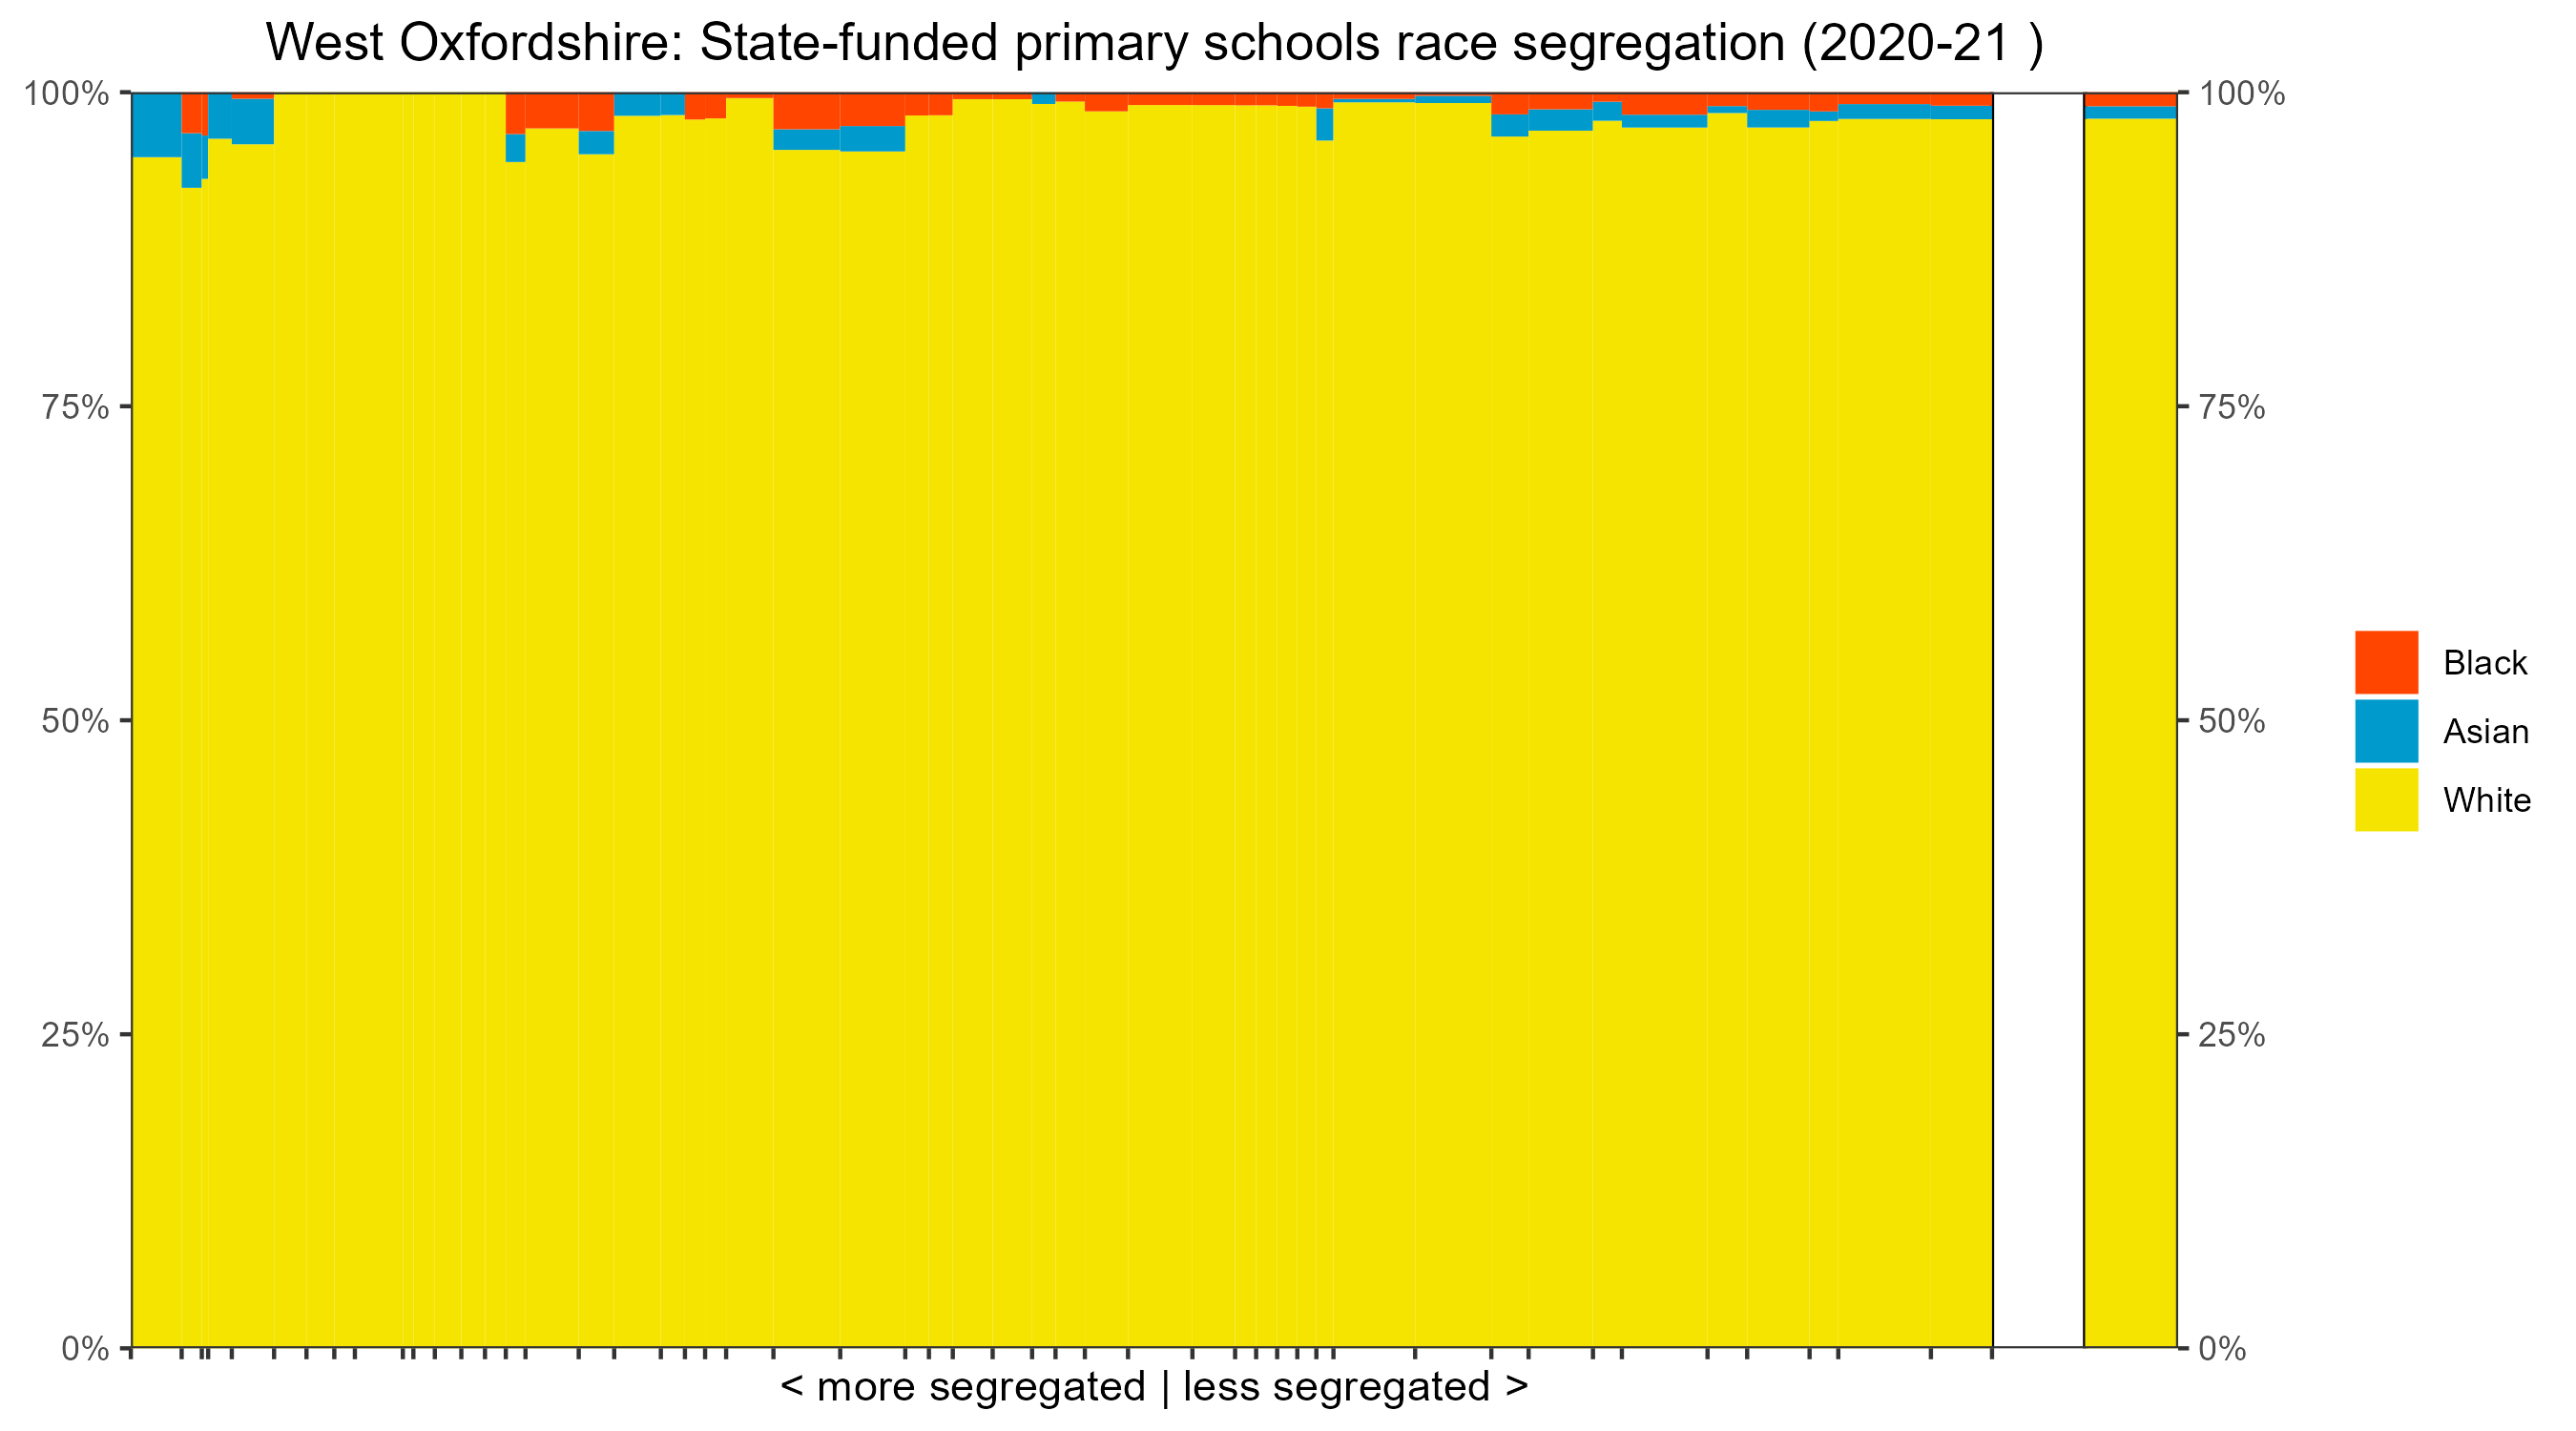 West Oxfordshire: State-funded primary schools race segregation (2020-21 )
100%
75%
50%
25%
0%
100%
75%
50%
25%
0%
Black
Asian
White
< more segregated | less segregated >